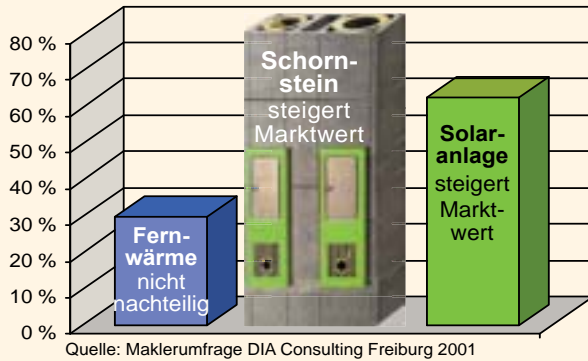 80 %
70 %
60 %
50 %
40 %
30 %
20 %
10 %
0 %
Schorn-
stein
steigert
Marktwert
Fern-
wärme
nicht
nachteilig
Solar-
anlage
steigert
Markt-
wert
Quelle: Maklerumfrage DIA Consulting Freiburg 2001